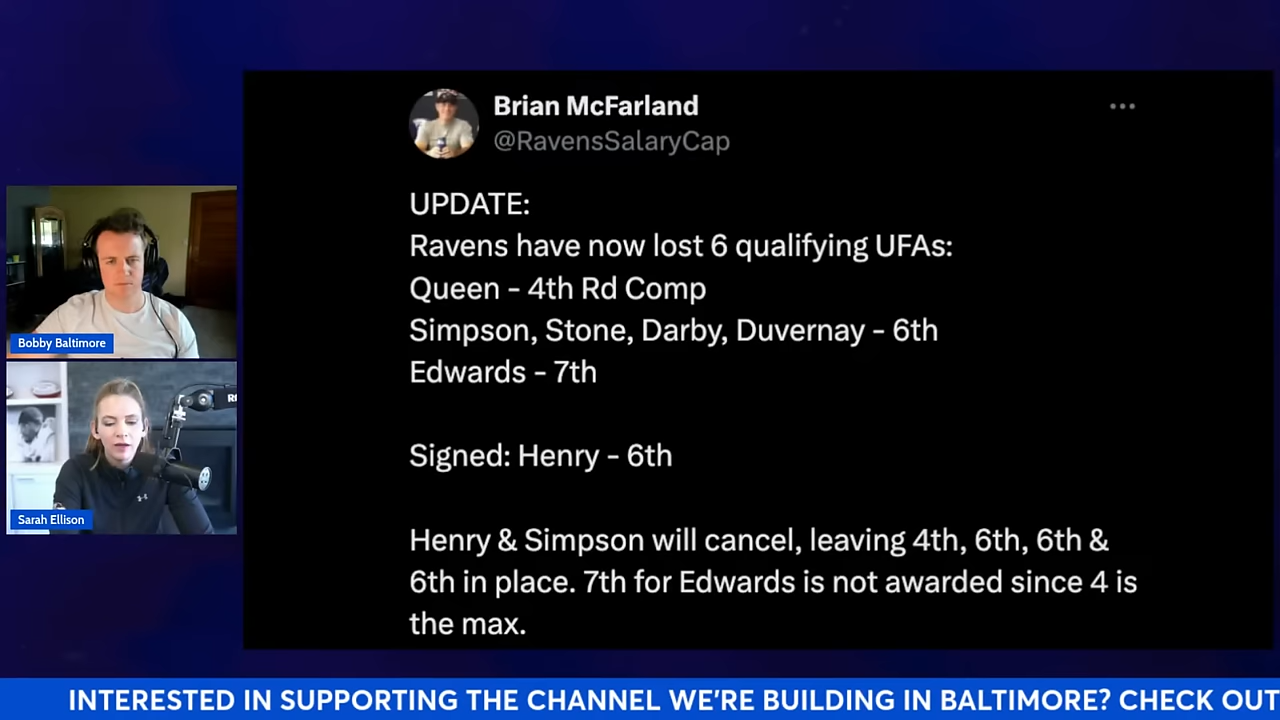 Brian McFarland
@RavensSalaryCap
UPDATE:
Ravens have now lost 6 qualifying UFAs:
Queen - 4th Rd Comp
Simpson, Stone, Darby, Duvernay - 6th
Edwards - 7th
Signed: Henry - 6th
Henry & Simpson will cancel, leaving 4th, 6th, 6th &
6th in place. 7th for Edwards is not awarded since 4 is
the max.
Bobby Baltimore
Sarah Ellison
INTERESTED IN SUPPORTING THE CHANNEL WE'RE BUILDING IN BALTIMORE? CHECK OUT